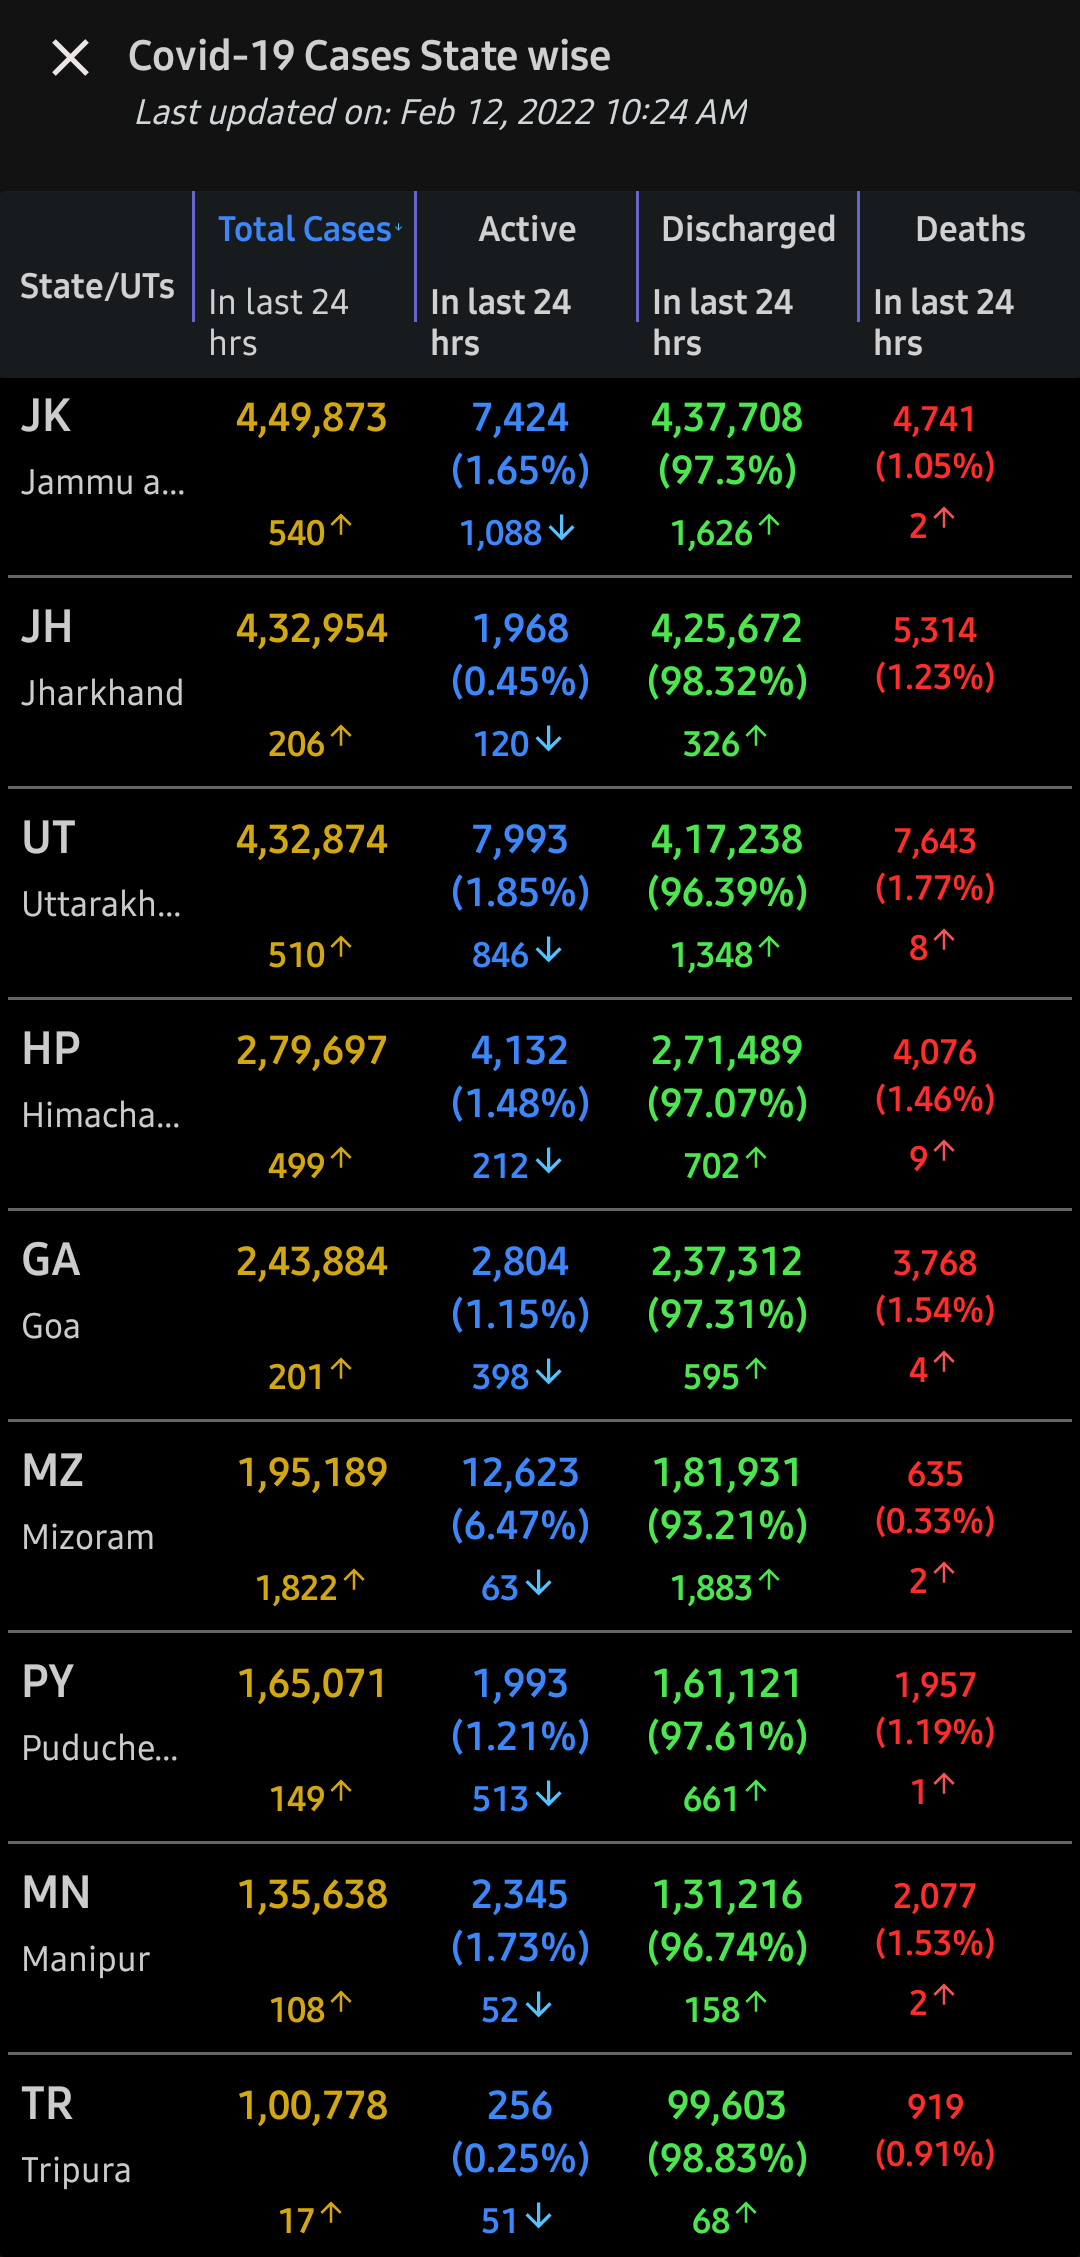 Covid-19 Cases State wise
Last updated on: Feb 12, 2022 10:24 AM
State/UTs Total Cases↓ Active Discharged Deaths
In last 24 hrs In last 24 hrs In last 24 hrs In last 24 hrs
JK 4,49,873 7,424 4,37,708 4,741
Jammu a... (1.65%) (97.3%) (1.05%)
540↑ 1,088↓ 1,626↑ 2↑
JH 4,32,954 1,968 4,25,672 5,314
Jharkhand (0.45%) (98.32%) (1.23%)
206↑ 120↓ 326↑
UT 4,32,874 7,993 4,17,238 7,643
Uttarakh... (1.85%) (96.39%) (1.77%)
510↑ 846↓ 1,348↑ 8↑
HP 2,79,697 4,132 2,71,489 4,076
Himacha... (1.48%) (97.07%) (1.46%)
499↑ 212↓ 702↑ 9↑
GA 2,43,884 2,804 2,37,312 3,768
Goa (1.15%) (97.31%) (1.54%)
201↑ 398↓ 595↑ 4↑
MZ 1,95,189 12,623 1,81,931 635
Mizoram (6.47%) (93.21%) (0.33%)
1,822↑ 63↓ 1,883↑ 2↑
PY 1,65,071 1,993 1,61,121 1,957
Puduche... (1.21%) (97.61%) (1.19%)
149↑ 513↓ 661↑ 1↑
MN 1,35,638 2,345 1,31,216 2,077
Manipur (1.73%) (96.74%) (1.53%)
108↑ 52↓ 158↑ 2↑
TR 1,00,778 256 99,603 919
Tripura (0.25%) (98.83%) (0.91%)
17↑ 51↓ 68↑